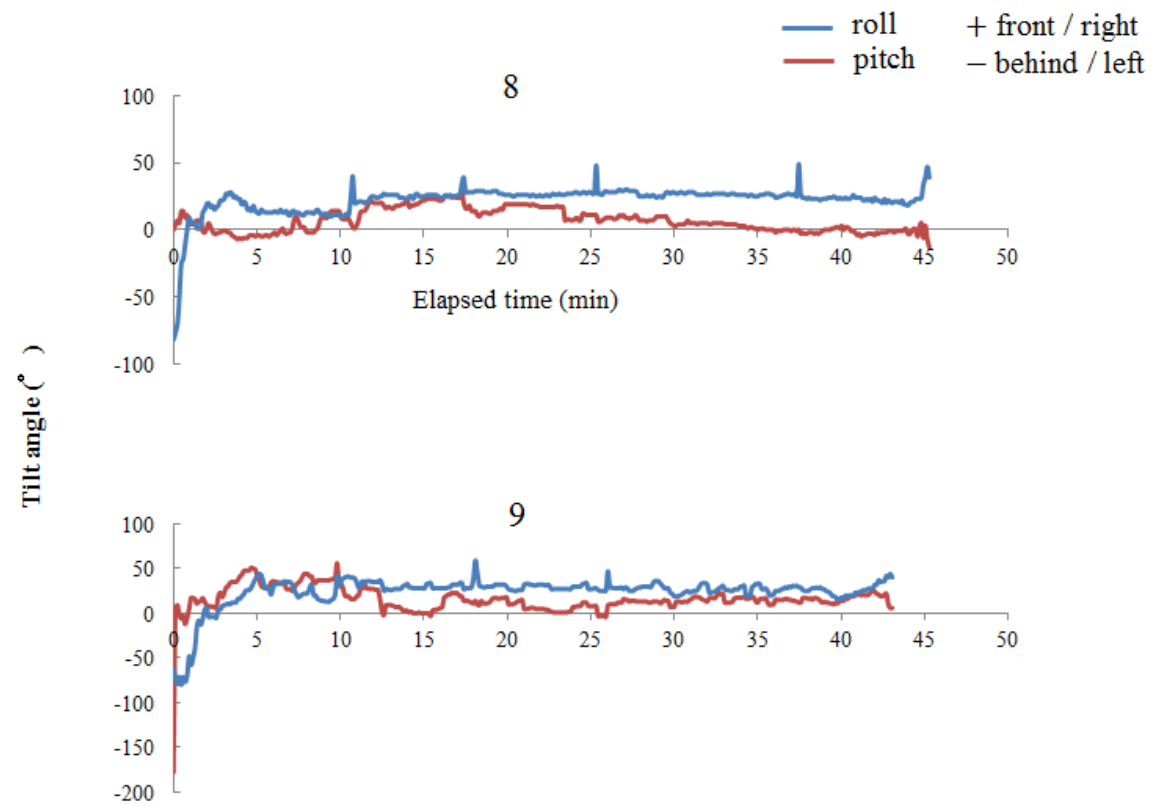 roll + front / right
pitch − behind / left
8
100
50
0
-50
-100
0 5 10 15 20 25 30 35 40 45 50
Elapsed time (min)
Tilt angle (° )
9
100
50
0
-50
-100
-150
-200
0 5 10 15 20 25 30 35 40 45 50